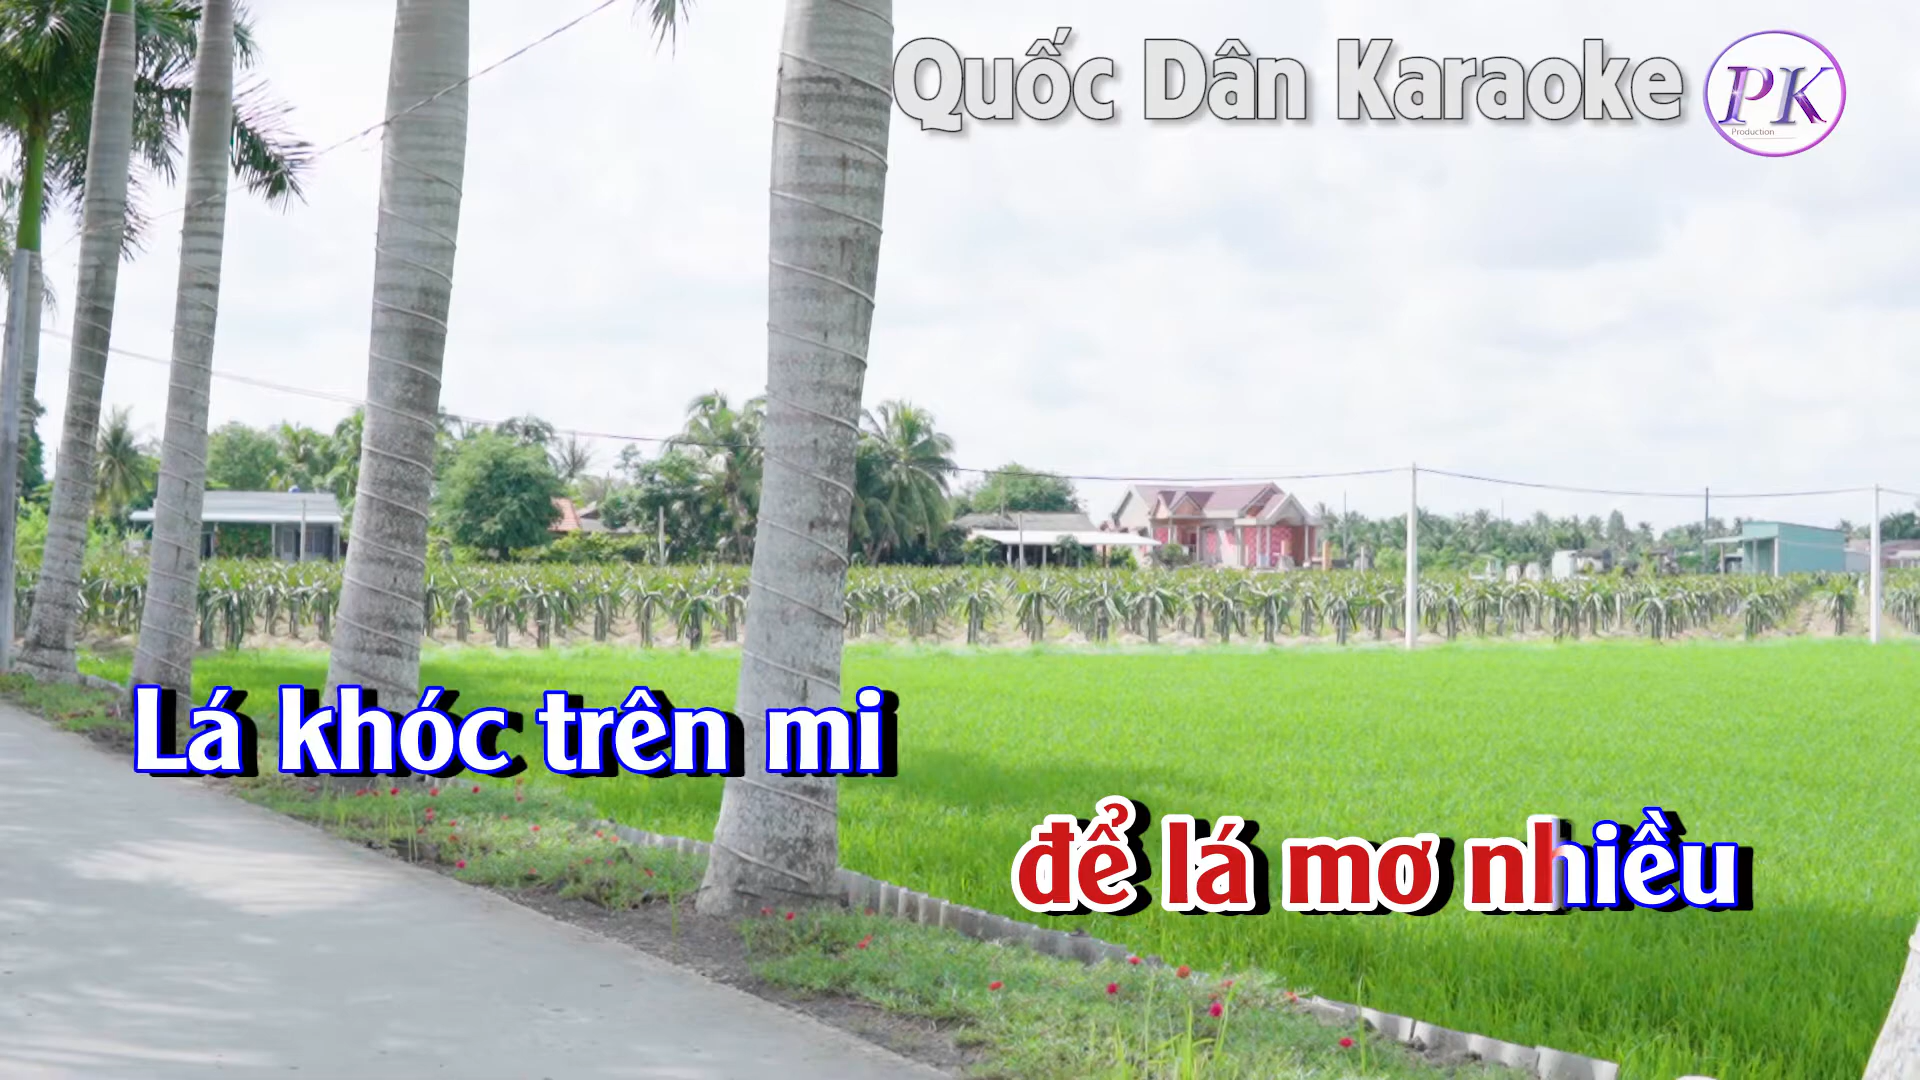 Quốc Dân Karaoke
PK
Production
Lá khóc trên mi
để lá mơ nhiều